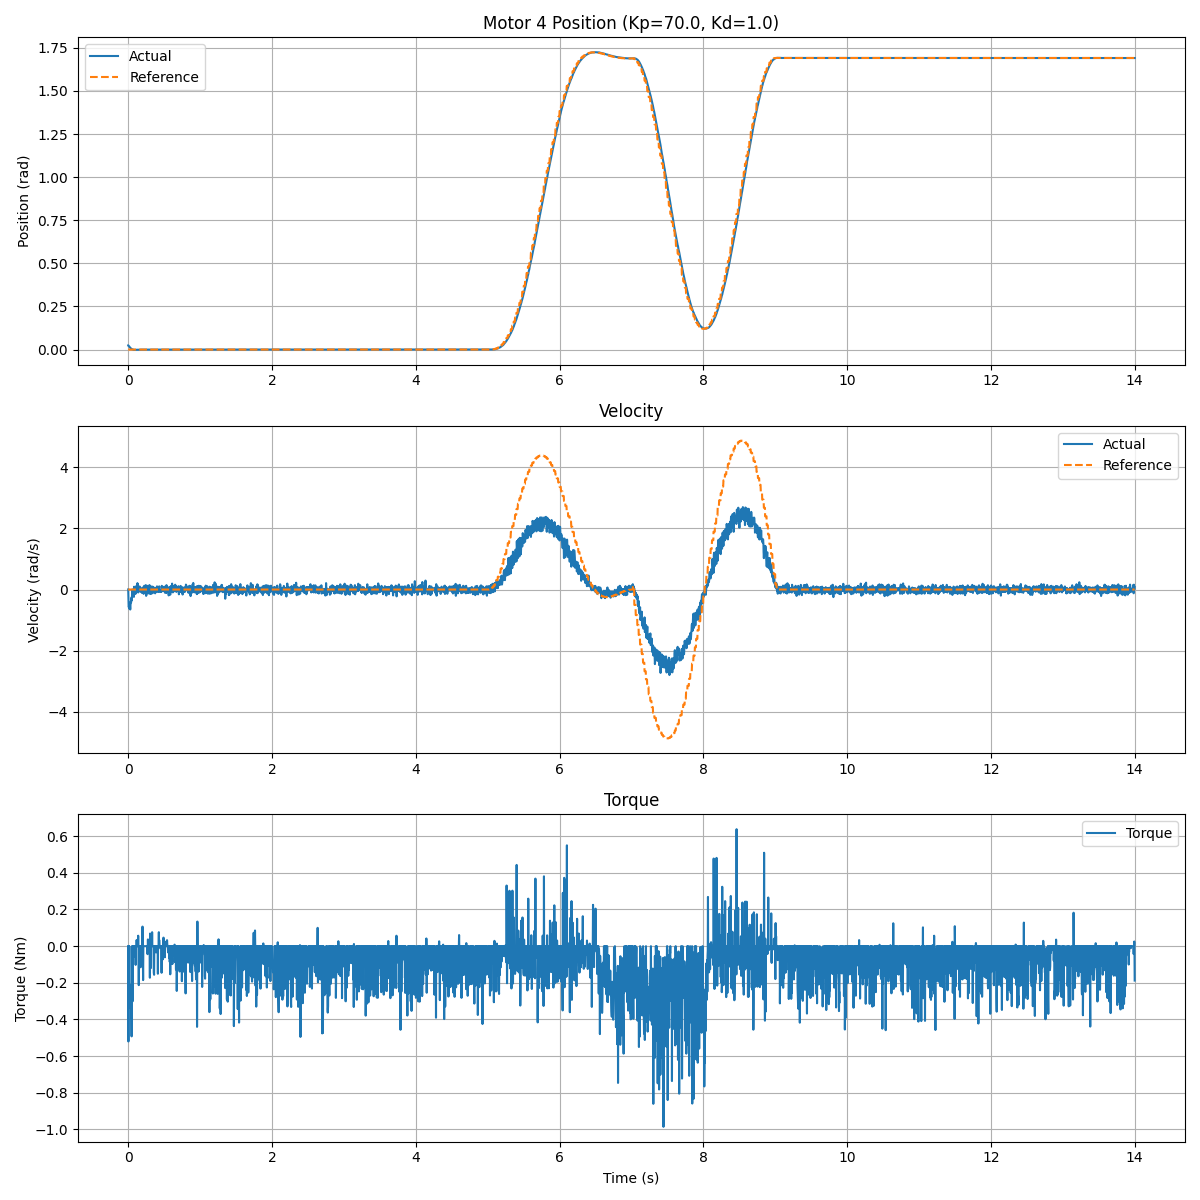 Motor 4 Position (Kp=70.0, Kd=1.0)
Actual
Reference
Position (rad)
1.75
1.50
1.25
1.00
0.75
0.50
0.25
0.00
0 2 4 6 8 10 12 14
Velocity
Actual
Reference
Velocity (rad/s)
4
2
0
−2
−4
0 2 4 6 8 10 12 14
Torque
Torque
Torque (Nm)
0.6
0.4
0.2
0.0
−0.2
−0.4
−0.6
−0.8
−1.0
0 2 4 6 8 10 12 14
Time (s)